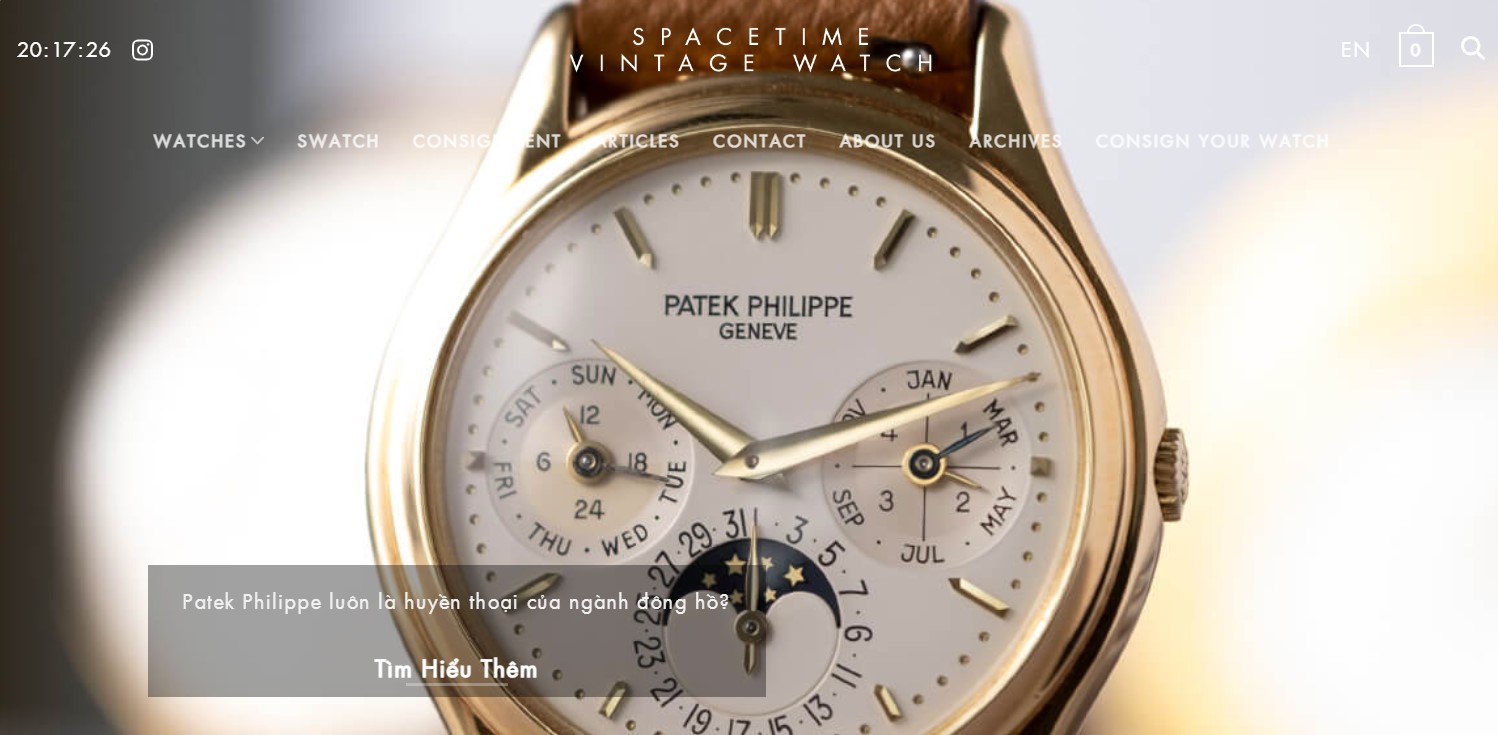 20:17:26
SPACETIME
VINTAGE WATCH
EN
0
WATCHES
SWATCH
CONSIGNMENT
ARTICLES
CONTACT
ABOUT US
ARCHIVES
CONSIGN YOUR WATCH
PATEK PHILIPPE
GENEVE
SUN MON TUE WED THU FRI SAT
12 18 24 6
JAN MAR MAY JUL SEP
1 2 3 4
31 3 5 7 9 11 13 15 17 19 21 23 25 27 29
Patek Philippe luôn là huyền thoại của ngành đồng hồ?
Tìm Hiểu Thêm